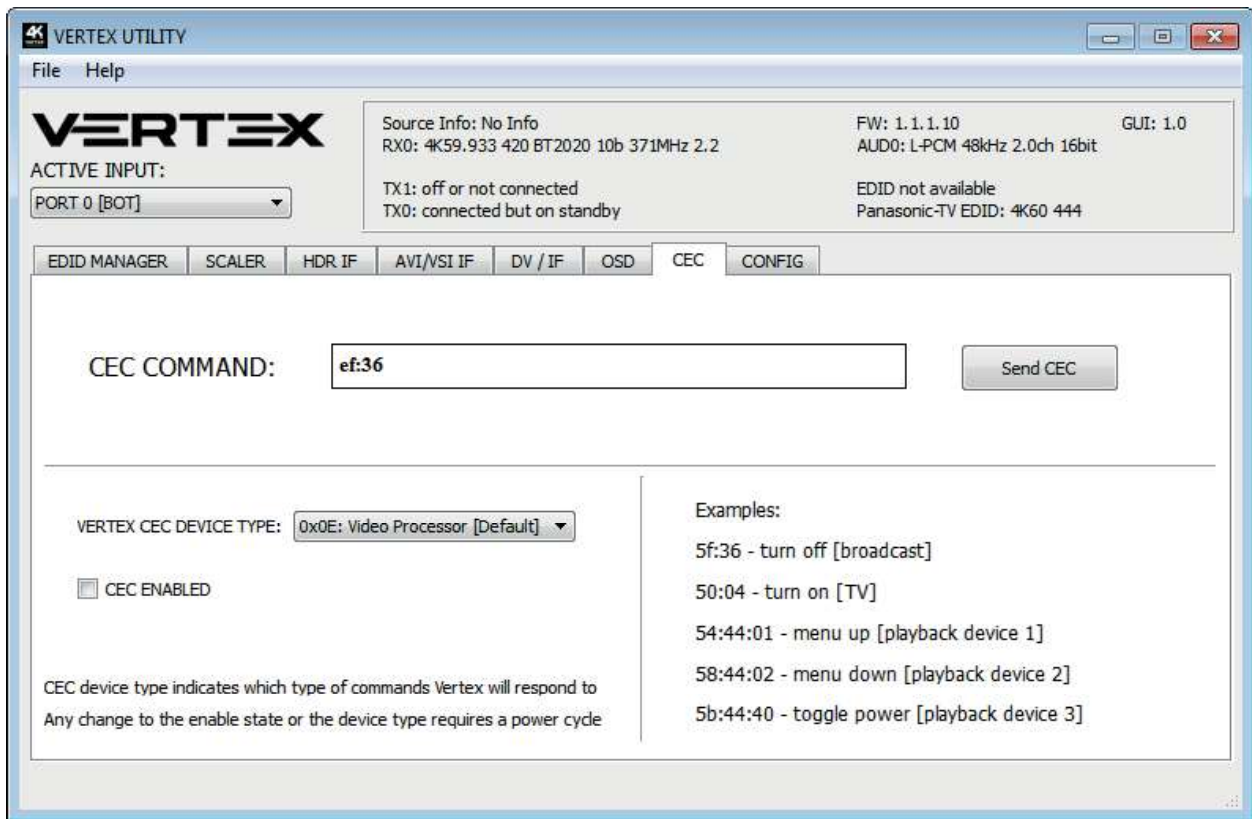 4K
VERTEX UTILITY
File Help
VERTEX
ACTIVE INPUT:
PORT 0 [BOT]
Source Info: No Info
RX0: 4K59.933 420 BT2020 10b 371MHz 2.2
TX1: off or not connected
TX0: connected but on standby
FW: 1.1.1.10 GUI: 1.0
AUD0: L-PCM 48kHz 2.0ch 16bit
EDID not available
Panasonic-TV EDID: 4K60 444
EDID MANAGER SCALER HDR IF AVI/VSI IF DV / IF OSD CEC CONFIG
CEC COMMAND: ef:36 Send CEC
VERTEX CEC DEVICE TYPE: 0x0E: Video Processor [Default]
CEC ENABLED
CEC device type indicates which type of commands Vertex will respond to
Any change to the enable state or the device type requires a power cycle
Examples:
5f:36 - turn off [broadcast]
50:04 - turn on [TV]
54:44:01 - menu up [playback device 1]
58:44:02 - menu down [playback device 2]
5b:44:40 - toggle power [playback device 3]